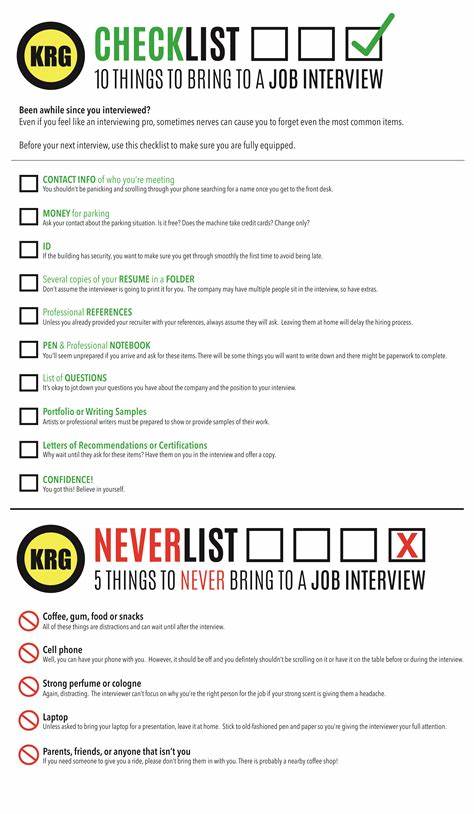 KRG
CHECKLIST
10 THINGS TO BRING TO A JOB INTERVIEW
Been awhile since you interviewed?
Even if you feel like an interviewing pro, sometimes nerves can cause you to forget even the most common items.
Before your next interview, use this checklist to make sure you are fully equipped.
CONTACT INFO of who you're meeting
You shouldn't be panicking and scrolling through your phone searching for a name once you get to the front desk.
MONEY for parking
Ask your contact about the parking situation. Is it free? Does the machine take credit cards? Change only?
ID
If the building has security, you want to make sure you get through smoothly the first time to avoid being late.
Several copies of your RESUME in a FOLDER
Don't assume the interviewer is going to print it for you. The company may have multiple people sit in the interview, so have extras.
Professional REFERENCES
Unless you already provided your recruiter with your references, always assume they will ask. Leaving them at home will delay the hiring process.
PEN & Professional NOTEBOOK
You'll seem unprepared if you arrive and ask for these items. There will be some things you will want to write down and there might be paperwork to complete.
List of QUESTIONS
It's okay to jot down your questions you have about the company and the position to your interview.
Portfolio or Writing Samples
Artists or professional writers must be prepared to show or provide samples of their work.
Letters of Recommendations or Certifications
Why wait until they ask for these items? Have them on you in the interview and offer a copy.
CONFIDENCE!
You got this! Believe in yourself.
KRG
NEVERLIST
X
5 THINGS TO NEVER BRING TO A JOB INTERVIEW
Coffee, gum, food or snacks
All of these things are distractions and can wait until after the interview.
Cell phone
Well, you can have your phone with you. However, it should be off and you defintely shouldn't be scrolling on it or have it on the table before or during the interview.
Strong perfume or cologne
Again, distracting. The interviewer can't focus on why you're the right person for the job if your strong scent is giving them a headache.
Laptop
Unless asked to bring your laptop for a presentation, leave it at home. Stick to old-fashioned pen and paper so you're giving the interviewer your full attention.
Parents, friends, or anyone that isn't you
If you need someone to give you a ride, please don't bring them in with you. There is probably a nearby coffee shop!